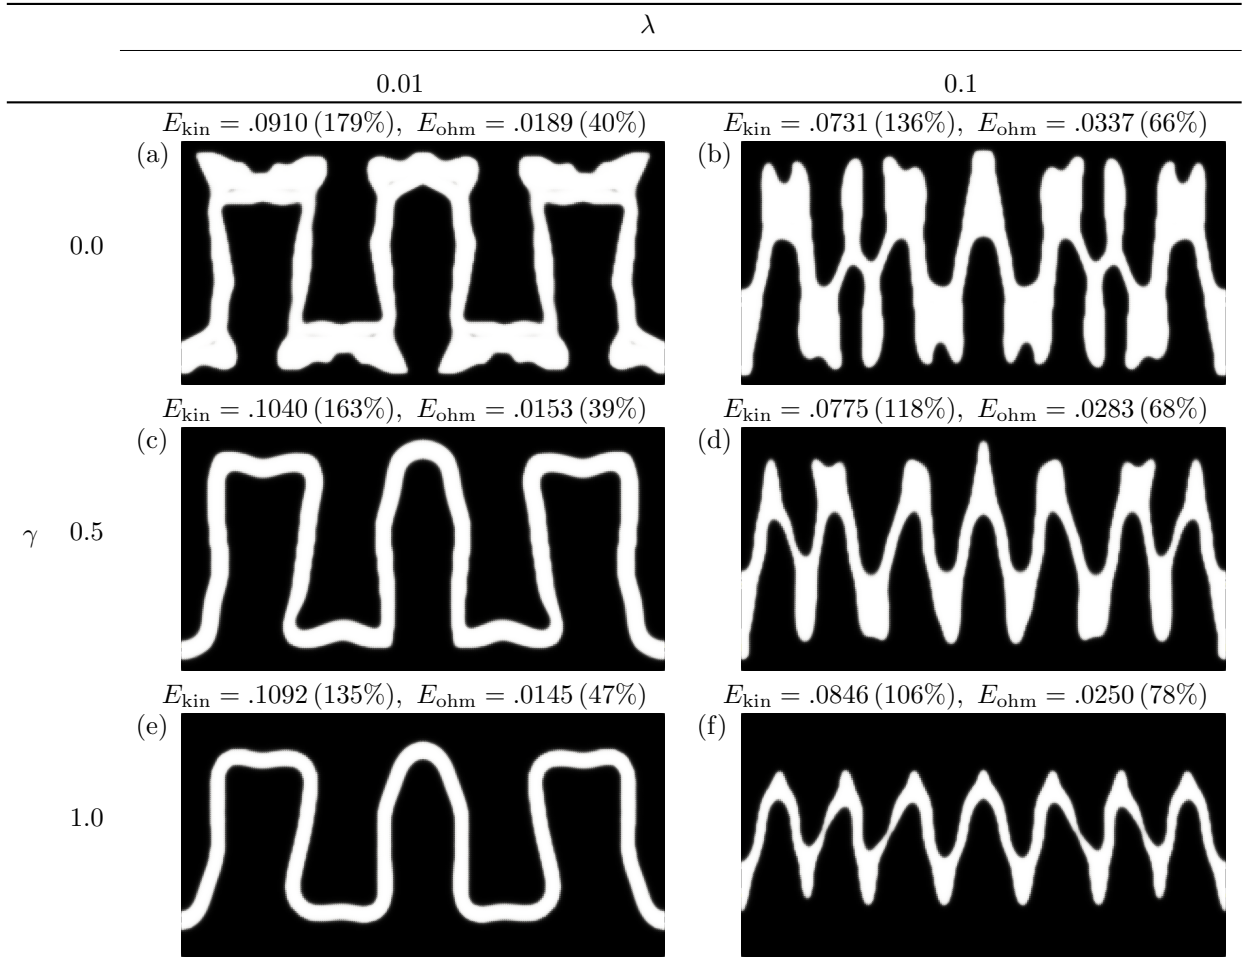 λ
0.01 0.1
E_kin = .0910 (179%), E_ohm = .0189 (40%) E_kin = .0731 (136%), E_ohm = .0337 (66%)
(a) (b)
0.0
E_kin = .1040 (163%), E_ohm = .0153 (39%) E_kin = .0775 (118%), E_ohm = .0283 (68%)
(c) (d)
γ 0.5
E_kin = .1092 (135%), E_ohm = .0145 (47%) E_kin = .0846 (106%), E_ohm = .0250 (78%)
(e) (f)
1.0